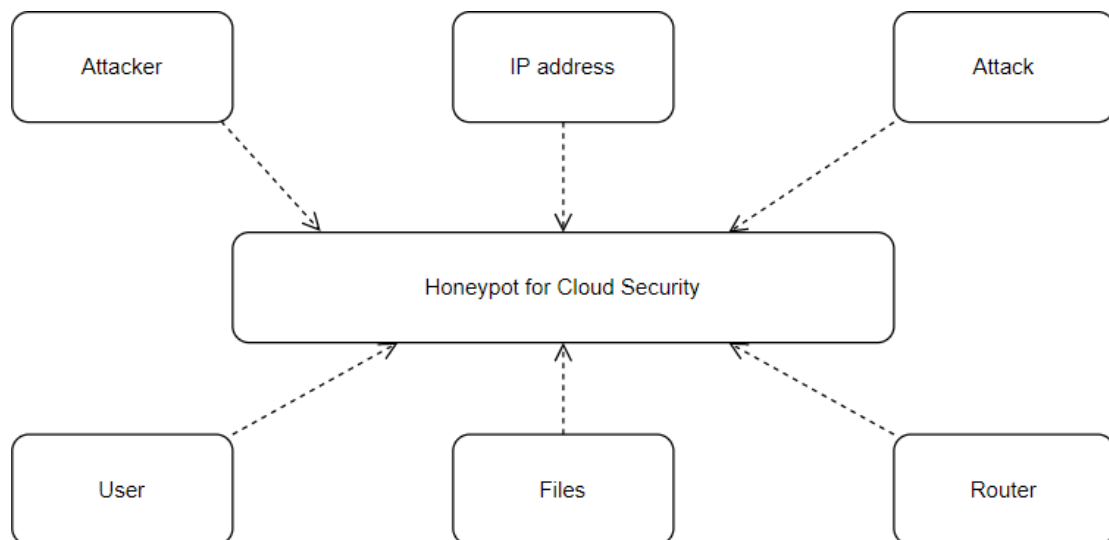 Attacker
IP address
Attack
Honeypot for Cloud Security
User
Files
Router